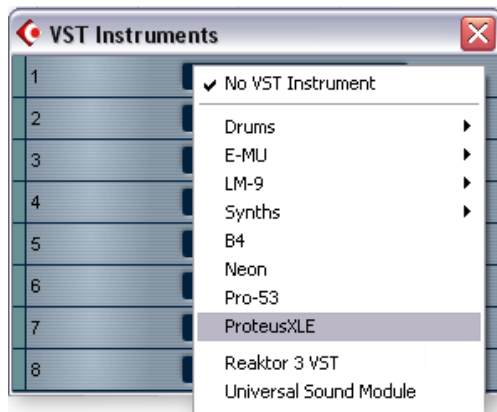 VST Instruments
1
✓ No VST Instrument
2
Drums
3
E-MU
LM-9
4
Synths
5
B4
Neon
6
Pro-53
7
ProteusXLE
8
Reaktor 3 VST
Universal Sound Module